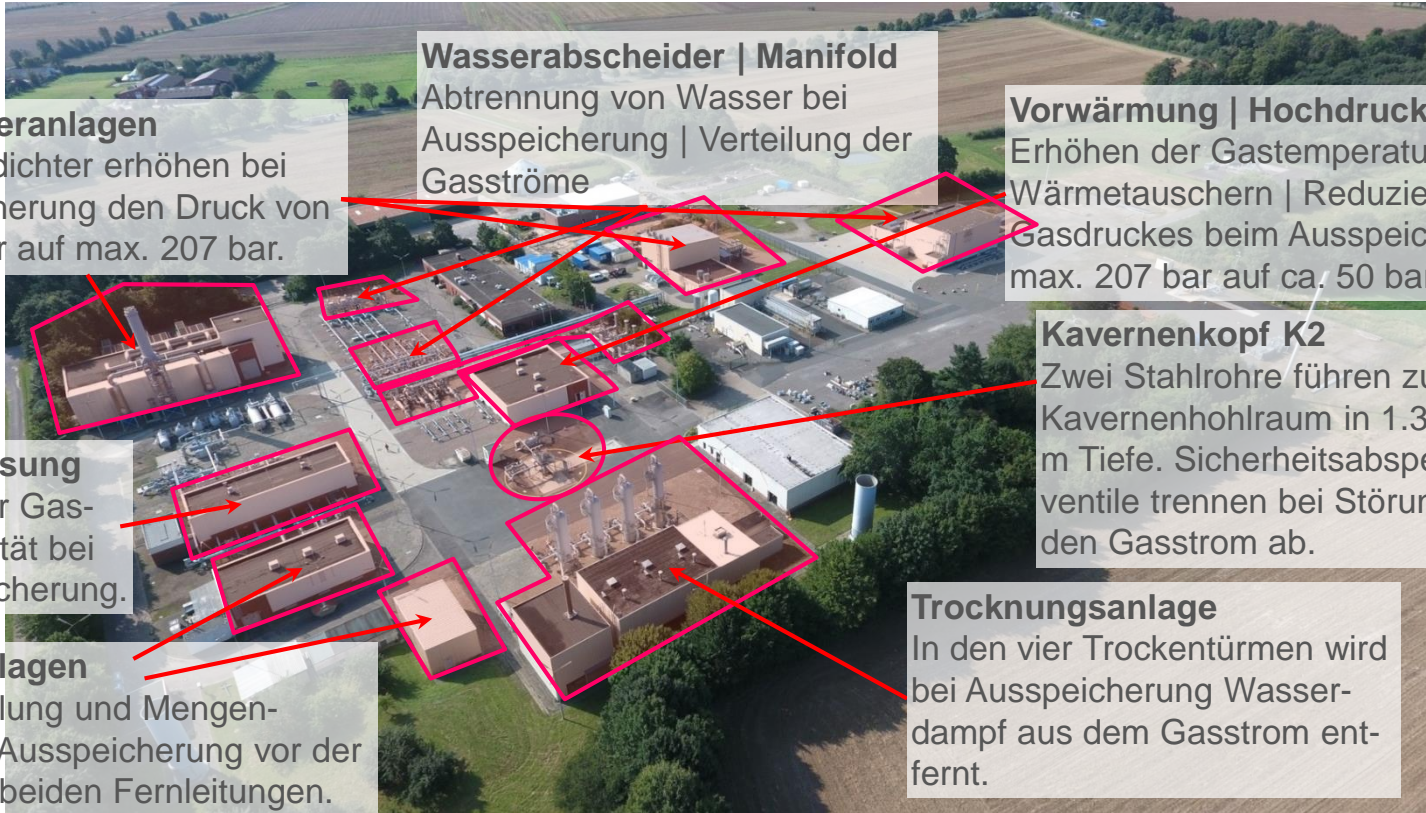 Wasserabscheider | Manifold
Abtrennung von Wasser bei
Ausspeicherung | Verteilung der
Gasströme
eranlagen
dichter erhöhen bei
herung den Druck von
r auf max. 207 bar.
Vorwärmung | Hochdruck
Erhöhen der Gastemperatu
Wärmetauschern | Reduzie
Gasdruckes beim Ausspeic
max. 207 bar auf ca. 50 ba
Kavernenkopf K2
Zwei Stahlrohre führen zu
Kavernenhohlraum in 1.3
m Tiefe. Sicherheitsabspe
ventile trennen bei Störun
den Gasstrom ab.
ssung
r Gas-
tät bei
cherung.
lagen
lung und Mengen-
Ausspeicherung vor der
beiden Fernleitungen.
Trocknungsanlage
In den vier Trockentürmen wird
bei Ausspeicherung Wasser-
dampf aus dem Gasstrom ent-
fernt.